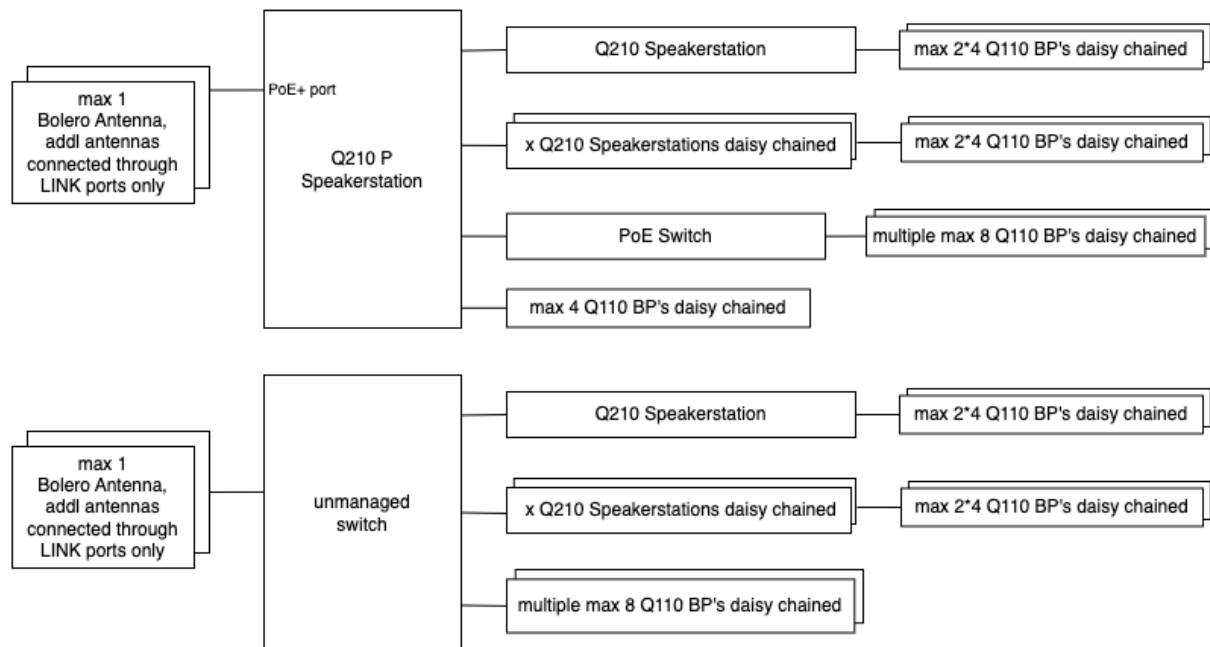 max 1
Bolero Antenna,
addl antennas
connected through
LINK ports only
PoE+ port
Q210 P
Speakerstation
Q210 Speakerstation
max 2*4 Q110 BP's daisy chained
x Q210 Speakerstations daisy chained
max 2*4 Q110 BP's daisy chained
PoE Switch
multiple max 8 Q110 BP's daisy chained
max 4 Q110 BP's daisy chained
max 1
Bolero Antenna,
addl antennas
connected through
LINK ports only
unmanaged
switch
Q210 Speakerstation
max 2*4 Q110 BP's daisy chained
x Q210 Speakerstations daisy chained
max 2*4 Q110 BP's daisy chained
multiple max 8 Q110 BP's daisy chained